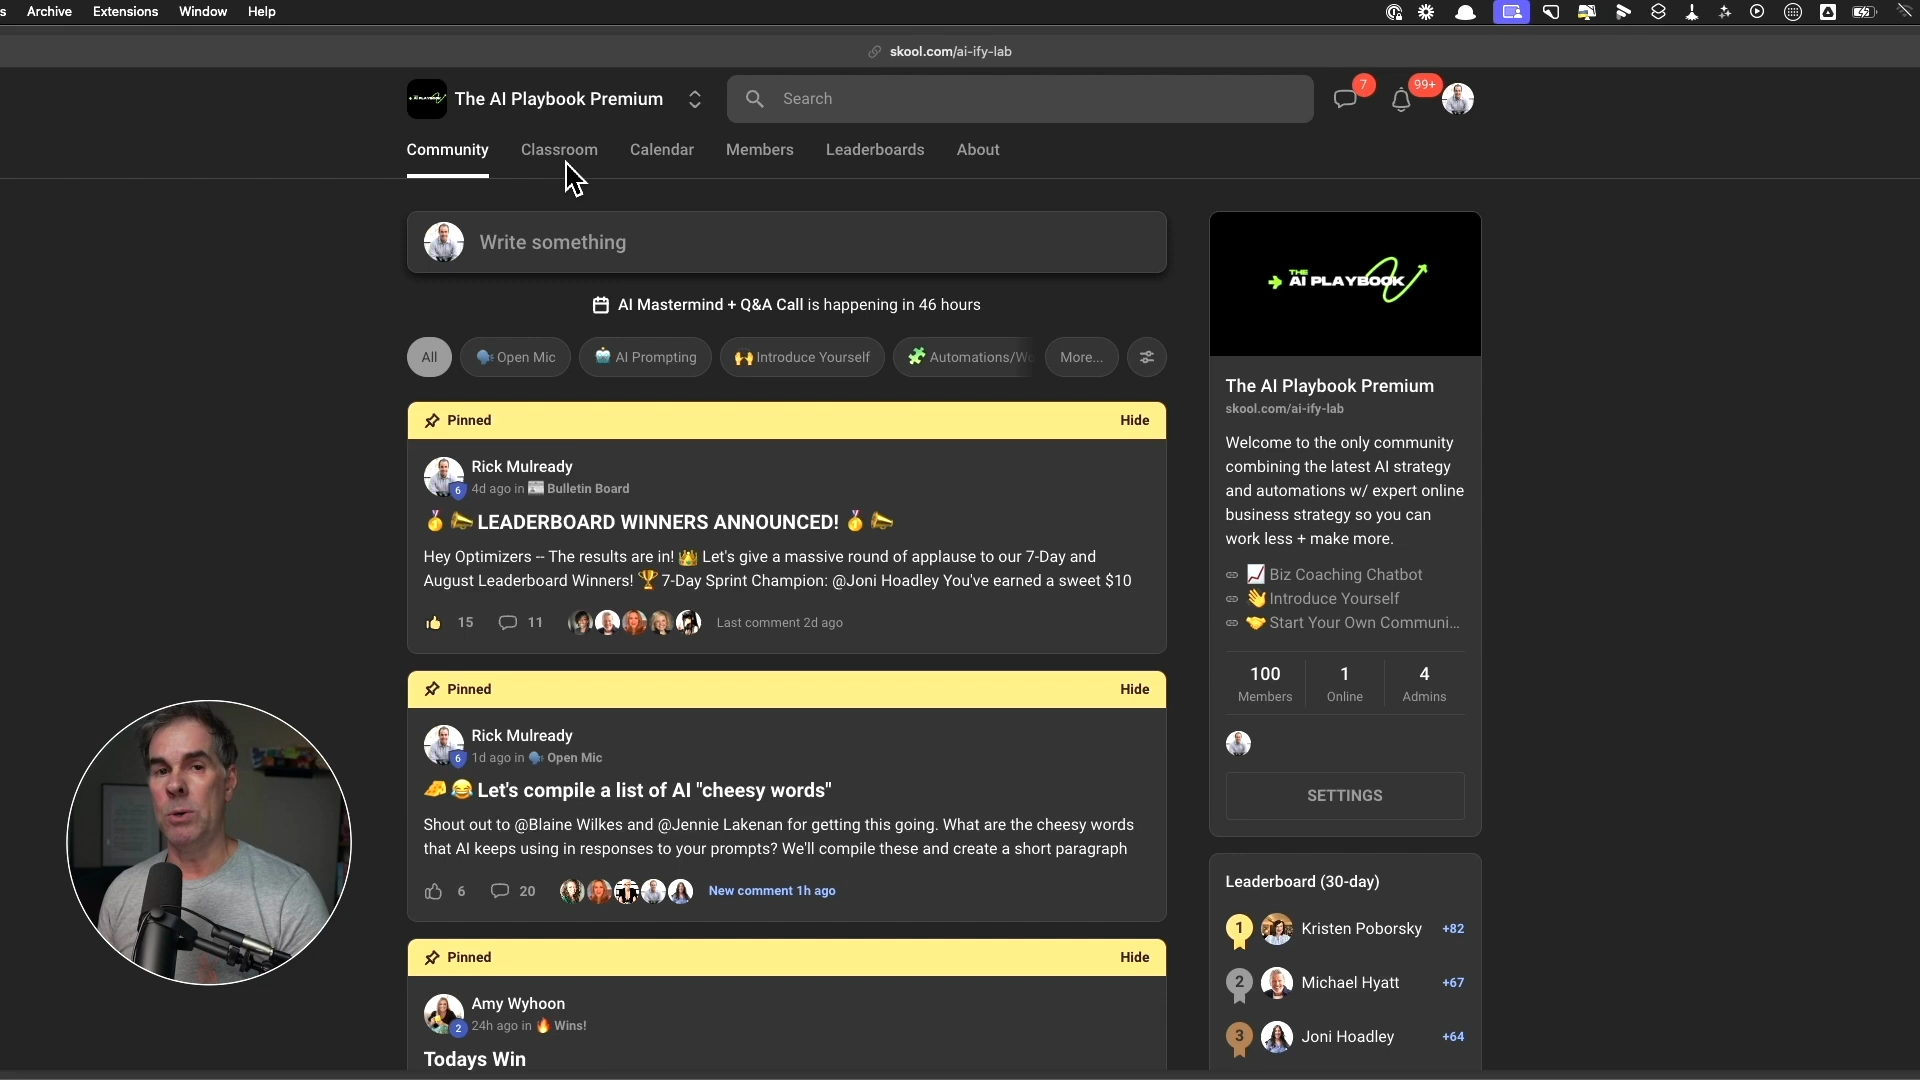 Archive Extensions Window Help
skool.com/ai-ify-lab
The AI Playbook Premium
Search
7
99+
Community Classroom Calendar Members Leaderboards About
Write something
AI Mastermind + Q&A Call is happening in 46 hours
All Open Mic AI Prompting Introduce Yourself Automations/Wo More...
Pinned Hide
Rick Mulready
6 4d ago in Bulletin Board
LEADERBOARD WINNERS ANNOUNCED!
Hey Optimizers -- The results are in! Let's give a massive round of applause to our 7-Day and
August Leaderboard Winners! 7-Day Sprint Champion: @Joni Hoadley You've earned a sweet $10
15 11 Last comment 2d ago
Pinned Hide
Rick Mulready
6 1d ago in Open Mic
Let's compile a list of AI "cheesy words"
Shout out to @Blaine Wilkes and @Jennie Lakenan for getting this going. What are the cheesy words
that AI keeps using in responses to your prompts? We'll compile these and create a short paragraph
6 20 New comment 1h ago
Pinned Hide
Amy Wyhoon
2 24h ago in Wins!
Todays Win
THE
AI PLAYBOOK
The AI Playbook Premium
skool.com/ai-ify-lab
Welcome to the only community
combining the latest AI strategy
and automations w/ expert online
business strategy so you can
work less + make more.
Biz Coaching Chatbot
Introduce Yourself
Start Your Own Communi...
100 1 4
Members Online Admins
SETTINGS
Leaderboard (30-day)
1 Kristen Poborsky +82
2 Michael Hyatt +67
3 Joni Hoadley +64